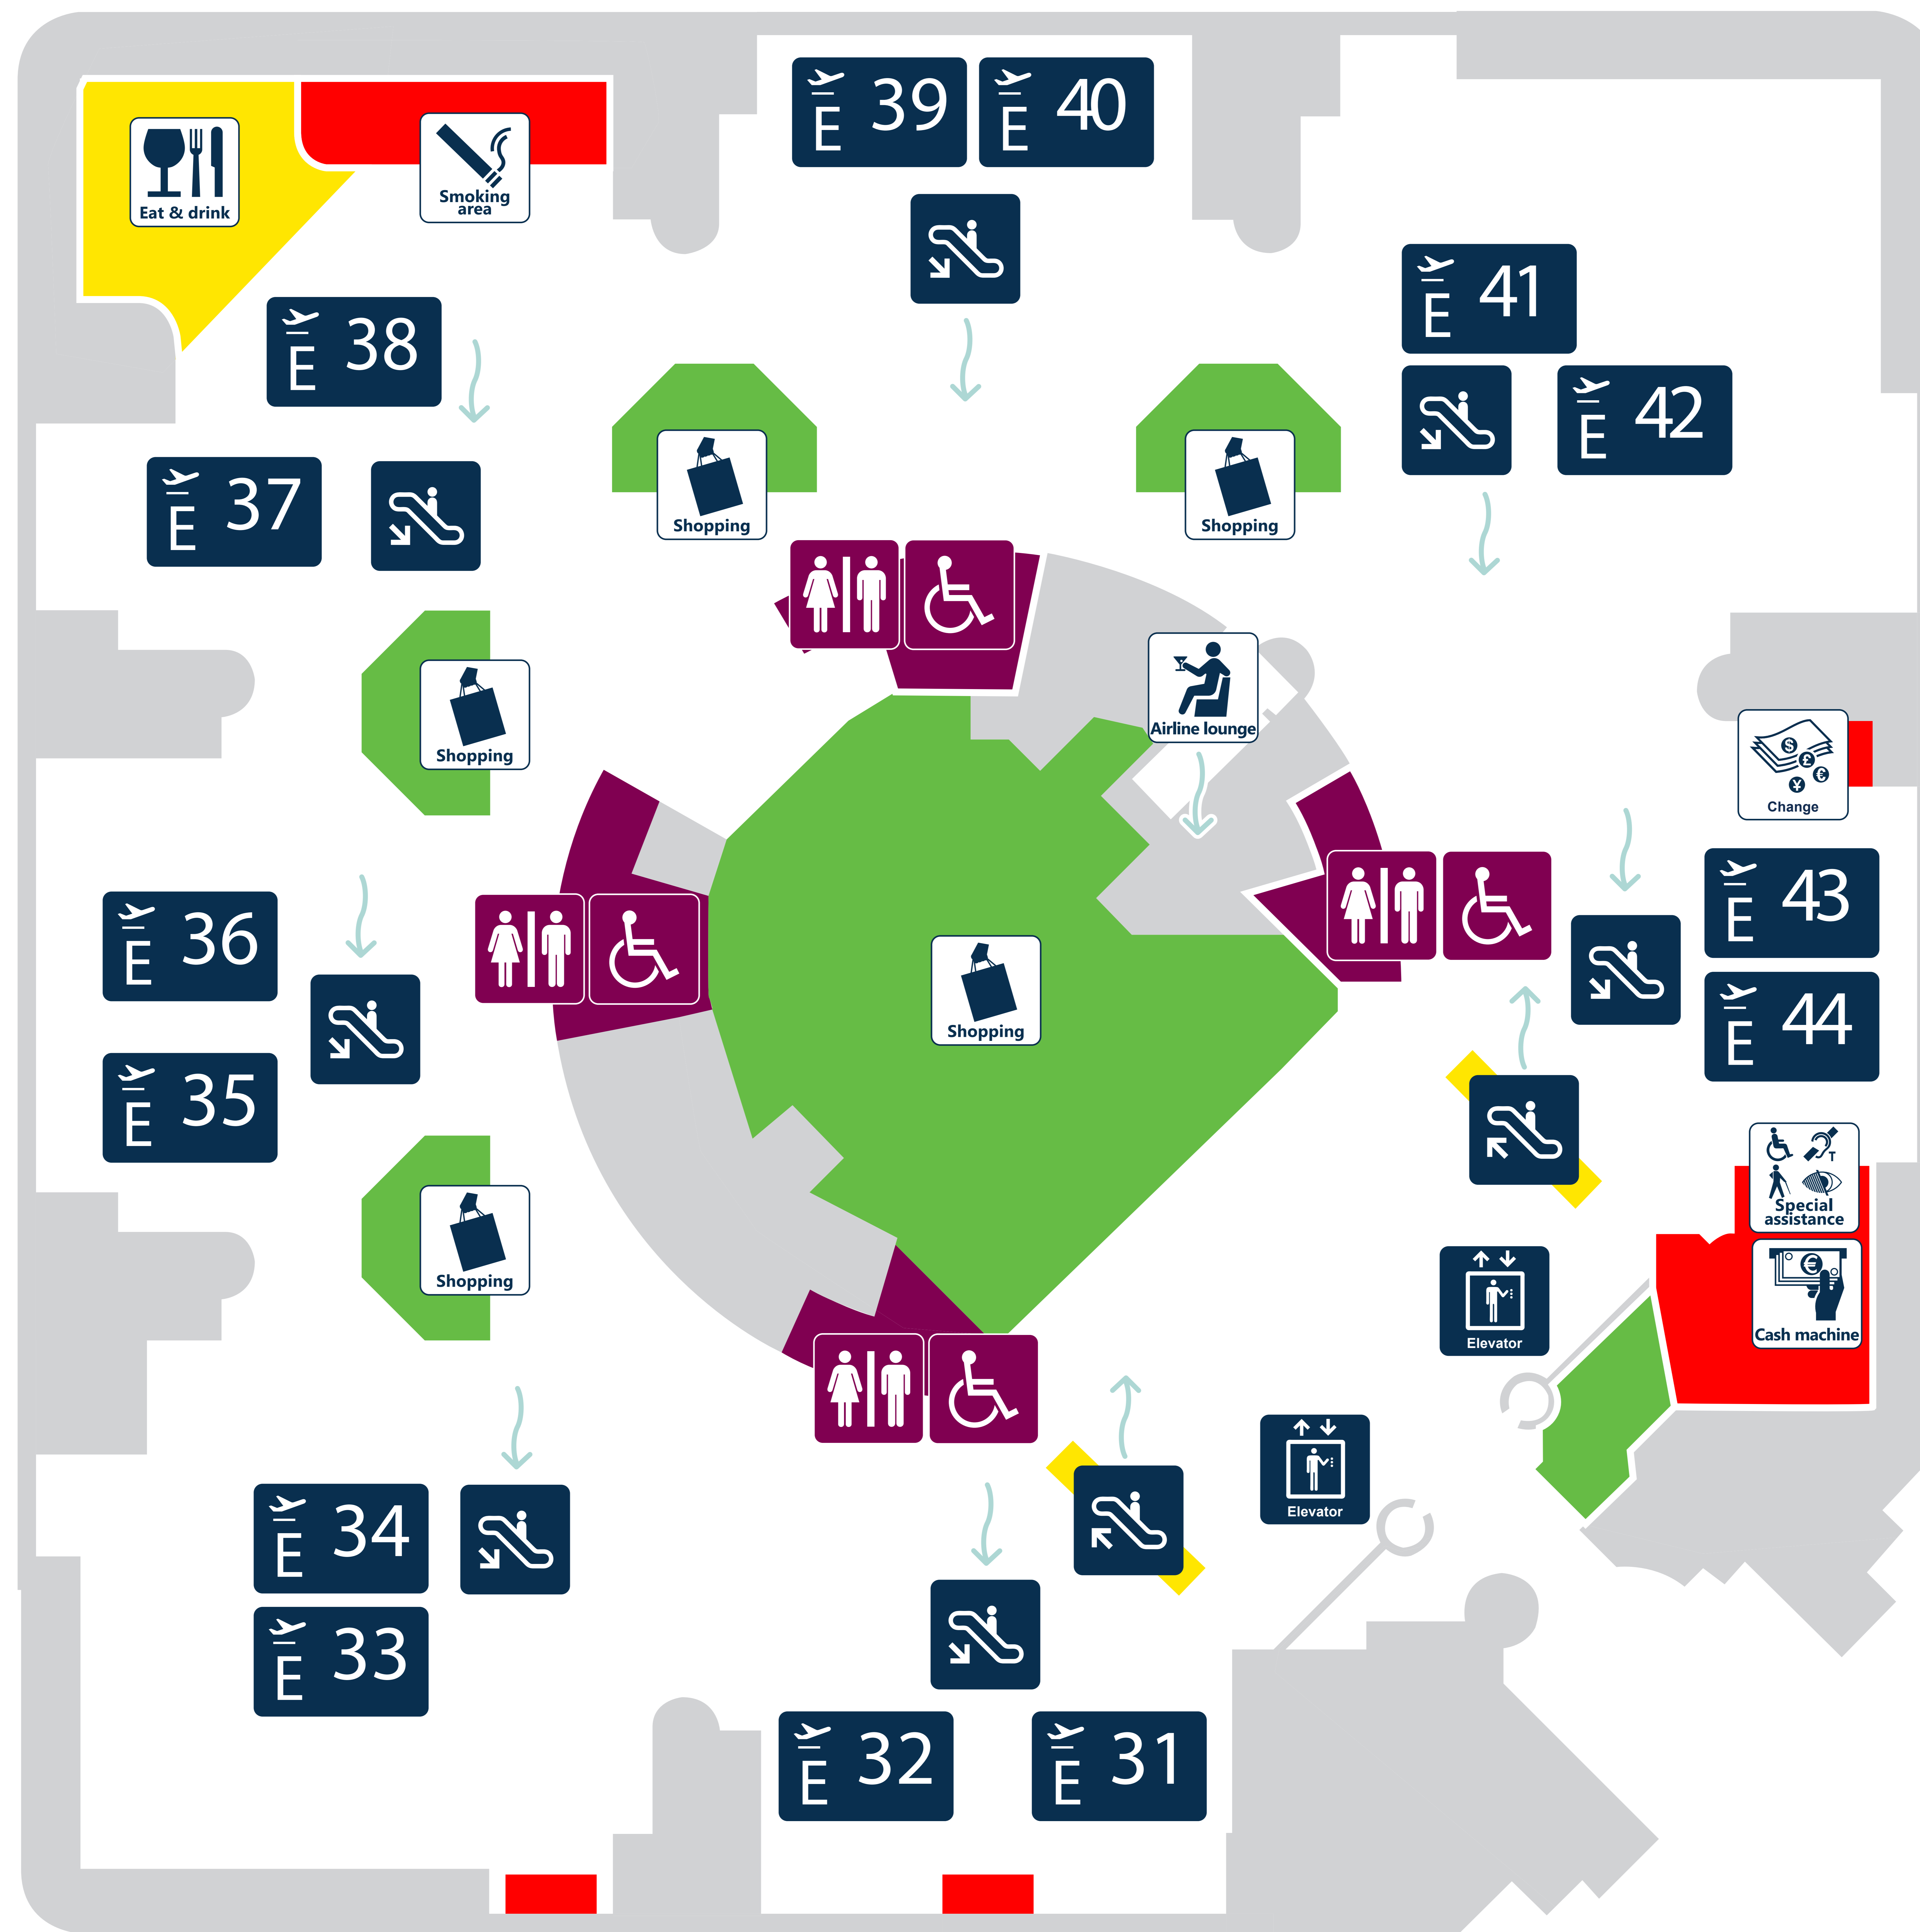 E 39
E 40
Eat & drink
Smoking
area
E 41
E 38
E 42
E 37
Shopping
Shopping
Airline lounge
Shopping
$ £ € ¥
Change
E 43
E 36
E 44
Shopping
E 35
T
Special
assistance
Shopping
€
Cash machine
Elevator
Elevator
E 34
E 33
E 32
E 31